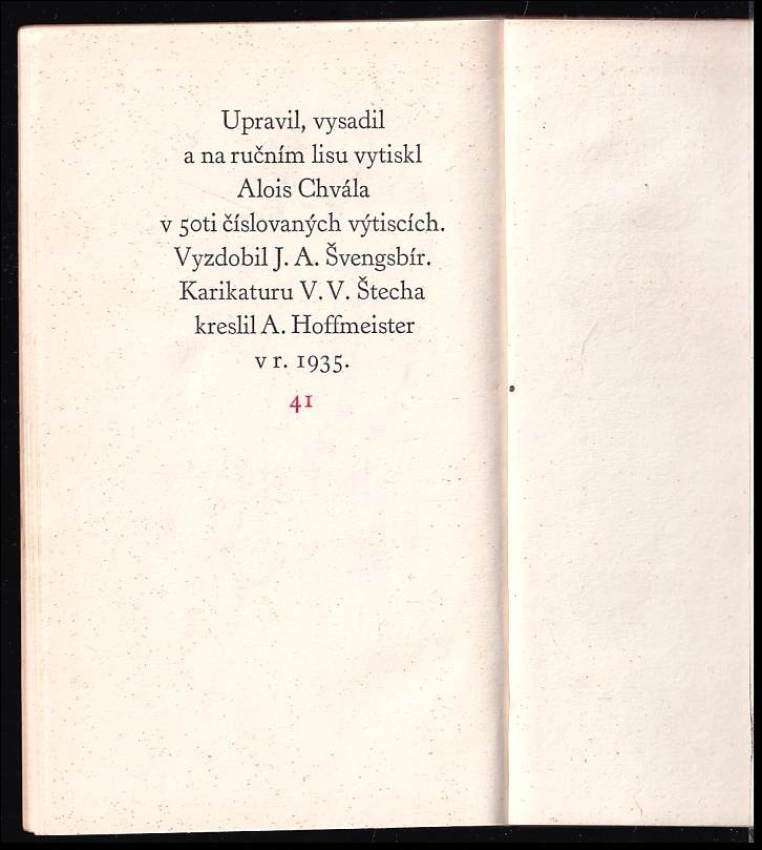 Upravil, vysadil
a na ručním lisu vytiskl
Alois Chvála
v 50ti číslovaných výtiscích.
Vyzdobil J. A. Švengsbír.
Karikaturu V. V. Štecha
kreslil A. Hoffmeister
v r. 1935.
41